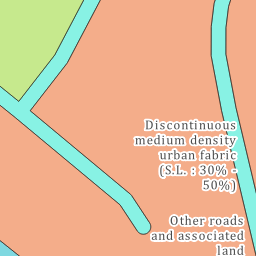 Discontinuous
medium density
urban fabric
(S.L. : 30% -
50%)
Other roads
and associated
land